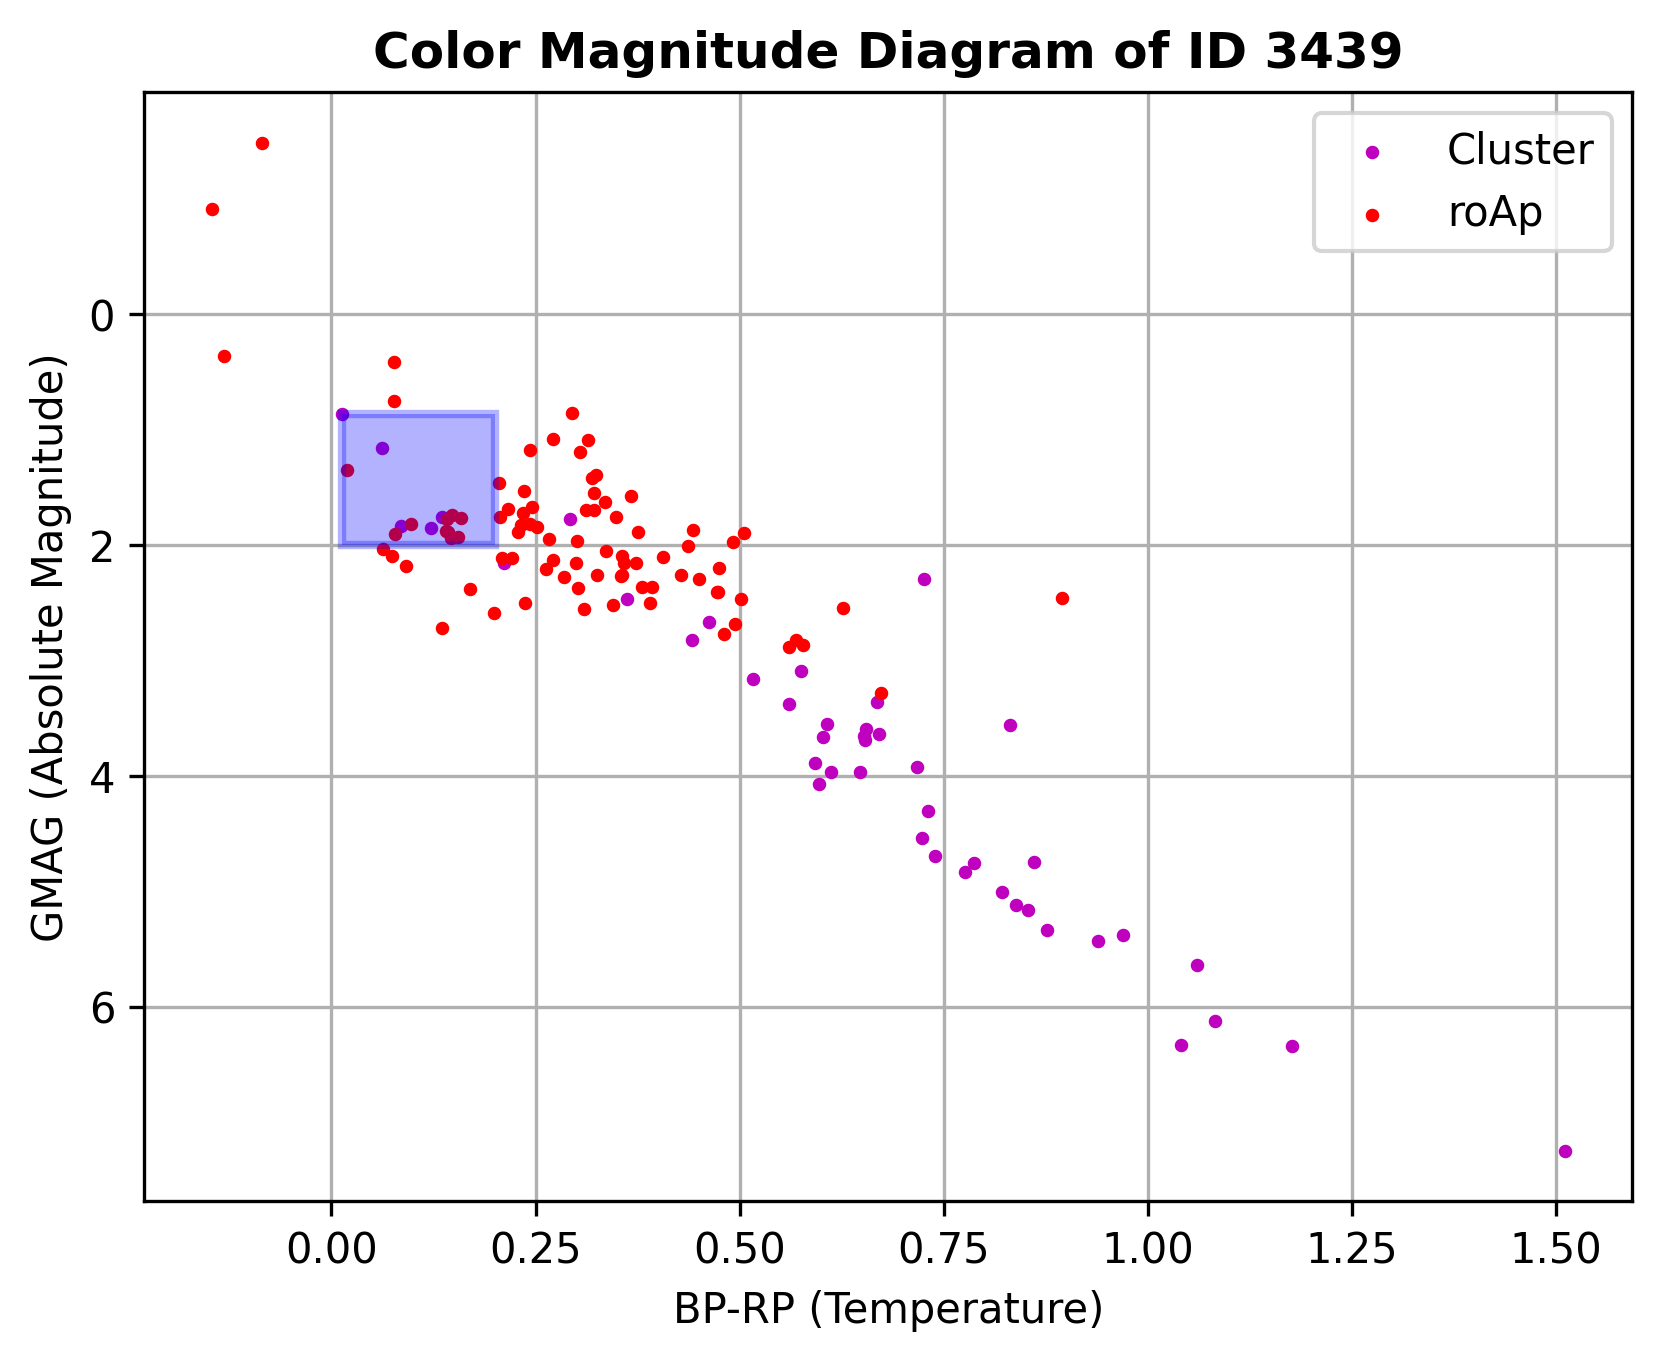 Color Magnitude Diagram of ID 3439
Cluster
roAp
GMAG (Absolute Magnitude)
0
2
4
6
0.00 0.25 0.50 0.75 1.00 1.25 1.50
BP-RP (Temperature)